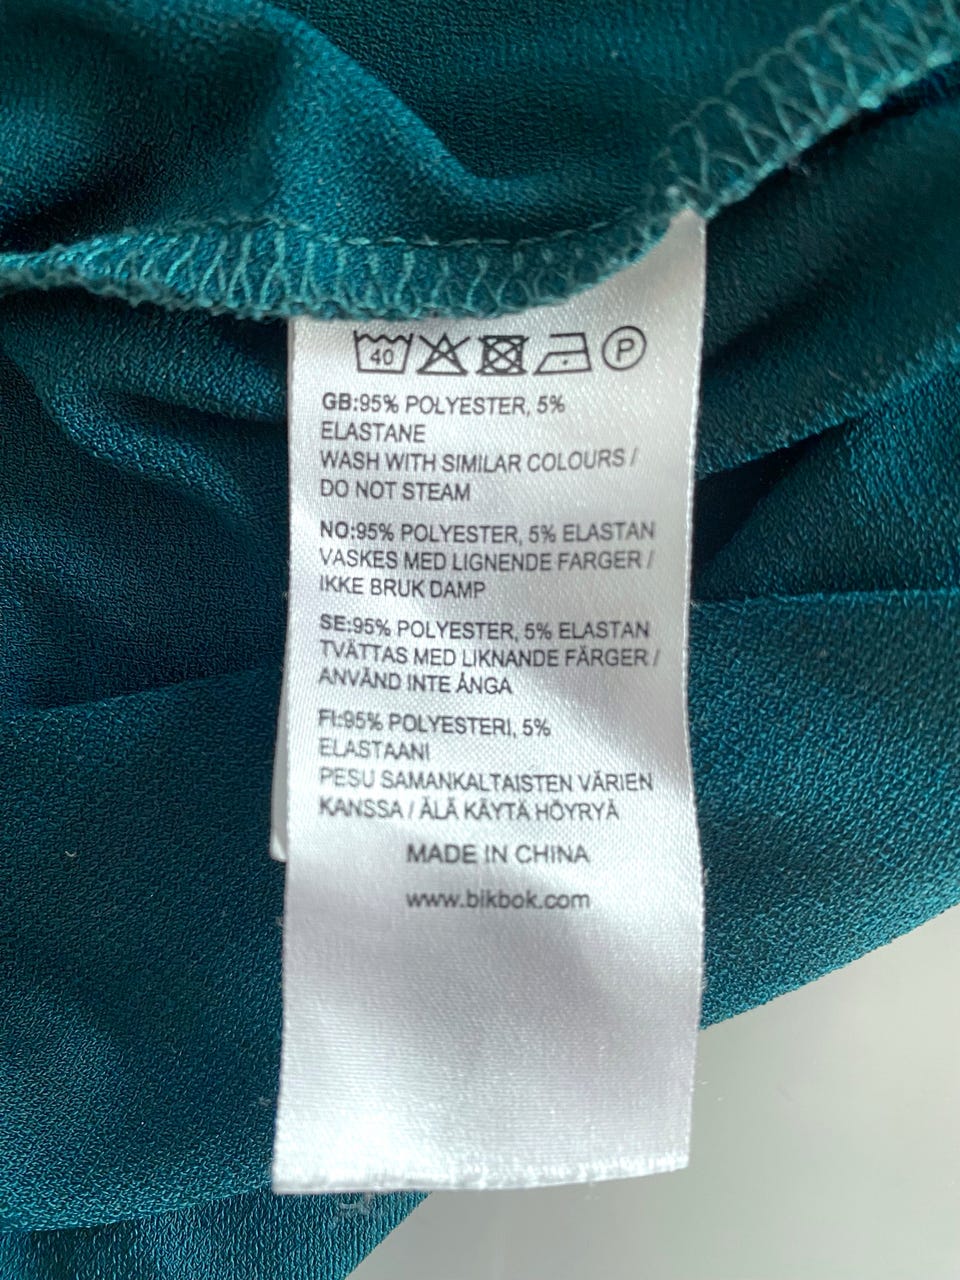 40 P
GB:95% POLYESTER, 5%
ELASTANE
WASH WITH SIMILAR COLOURS /
DO NOT STEAM
NO:95% POLYESTER, 5% ELASTAN
VASKES MED LIGNENDE FARGER /
IKKE BRUK DAMP
SE:95% POLYESTER, 5% ELASTAN
TVÄTTAS MED LIKNANDE FÄRGER /
ANVÄND INTE ÅNGA
FI:95% POLYESTERI, 5%
ELASTAANI
PESU SAMANKALTAISTEN VÄRIEN
KANSSA / ÄLÄ KÄYTÄ HÖYRYÄ
MADE IN CHINA
www.bikbok.com